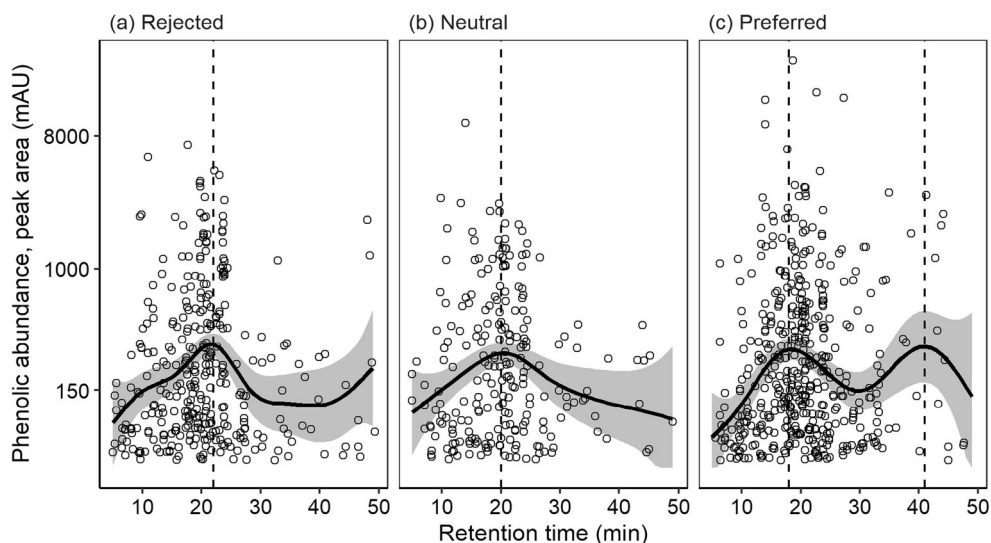 (a) Rejected
(b) Neutral
(c) Preferred
Phenolic abundance, peak area (mAU)
8000
1000
150
10 20 30 40 50
10 20 30 40 50
10 20 30 40 50
Retention time (min)